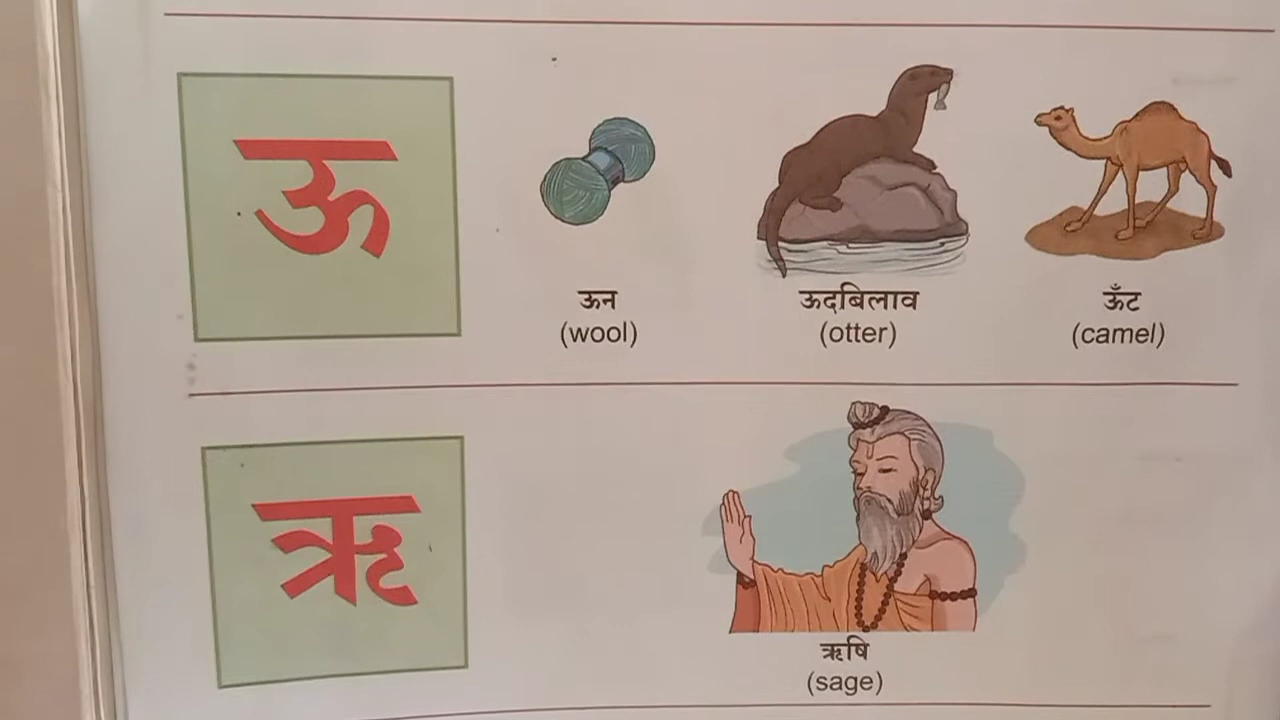 ऊ
ऊन
(wool)
ऊदबिलाव
(otter)
ऊँट
(camel)
ऋ
ऋषि
(sage)